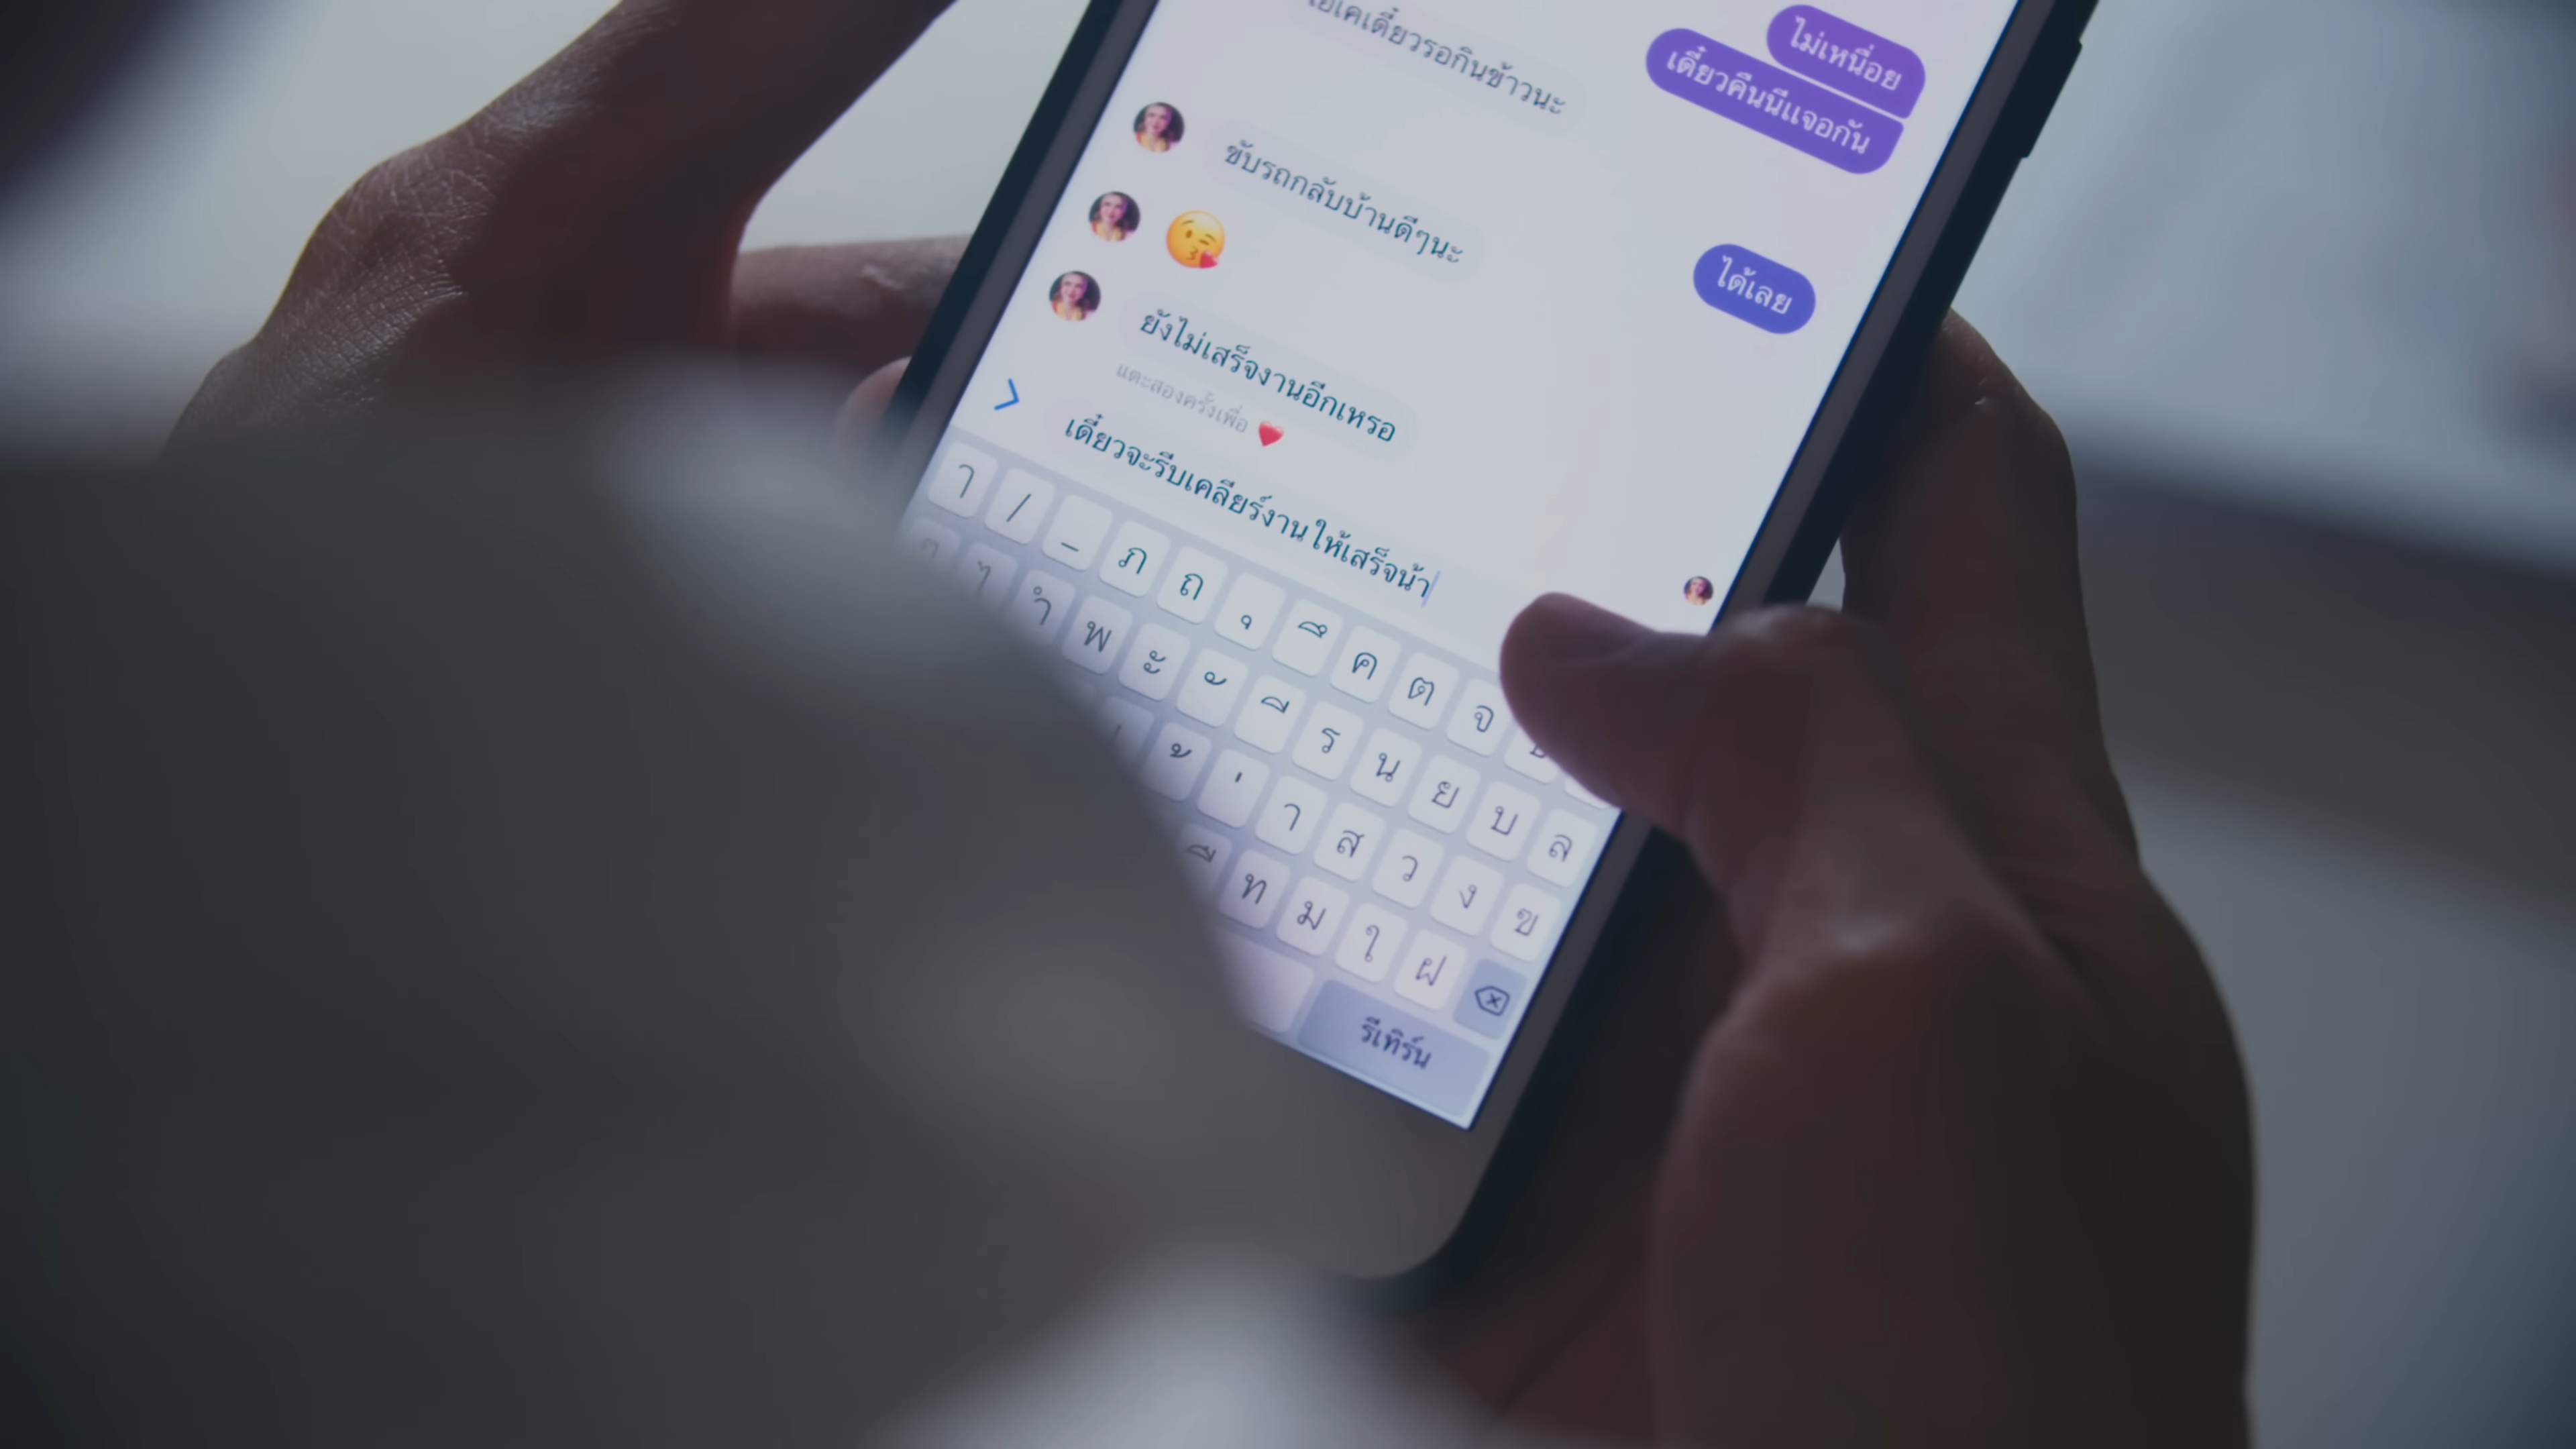 ไม่เหนื่อย
เดี๋ยวคืนนี้เจอกัน
โอเคเดี๋ยวรอกินข้าวนะ
ขับรถกลับบ้านดีๆนะ
😘
ได้เลย
ยังไม่เสร็จงานอีกเหรอ
แตะสองครั้งเพื่อ ❤️
เดี๋ยวจะรีบเคลียร์งานให้เสร็จน้า
ๅ / _ ภ ถ ุ ึ ค ต จ
ๆ ไ ำ พ ะ ั ี ร น ย บ ล
้ ่ า ส ว ง ข
ื ท ม ใ ฝ
รีเทิร์น